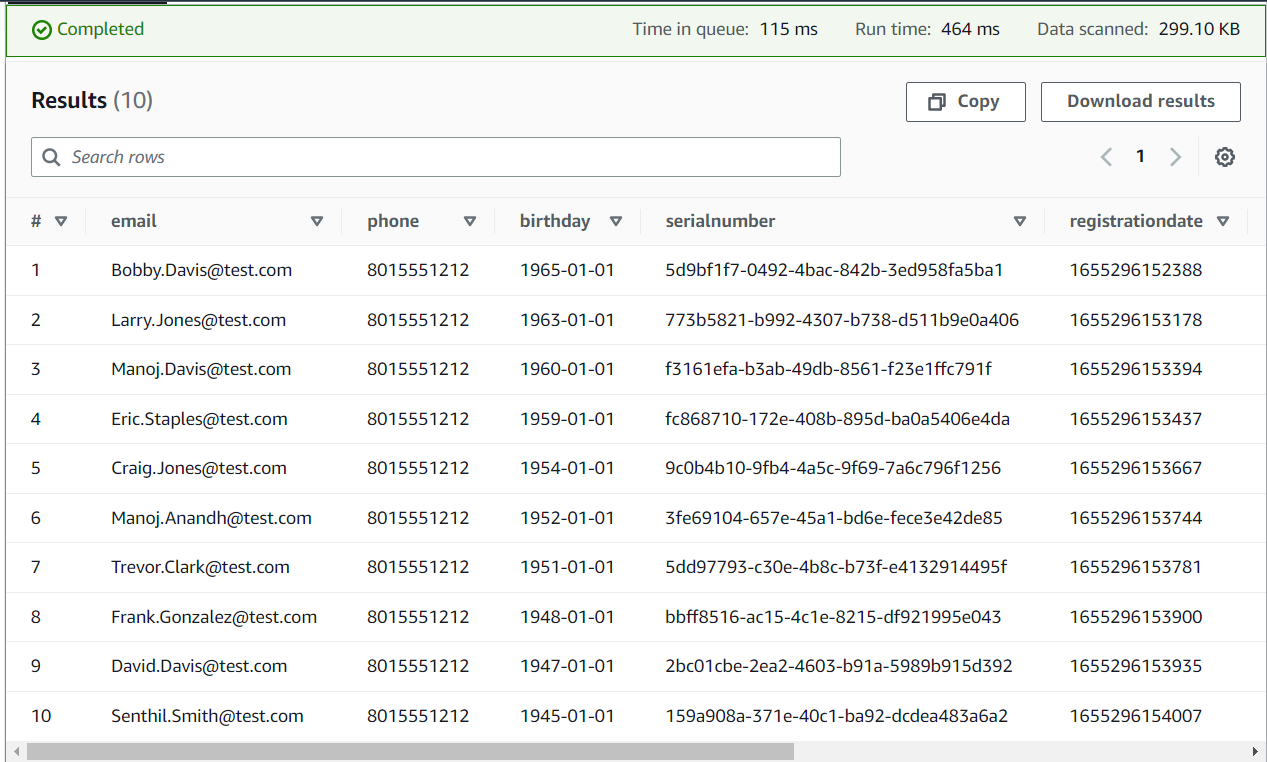 Completed Time in queue: 115 ms Run time: 464 ms Data scanned: 299.10 KB
Results (10) Copy Download results
Search rows 1
# email phone birthday serialnumber registrationdate
1 Bobby.Davis@test.com 8015551212 1965-01-01 5d9bf1f7-0492-4bac-842b-3ed958fa5ba1 1655296152388
2 Larry.Jones@test.com 8015551212 1963-01-01 773b5821-b992-4307-b738-d511b9e0a406 1655296153178
3 Manoj.Davis@test.com 8015551212 1960-01-01 f3161efa-b3ab-49db-8561-f23e1ffc791f 1655296153394
4 Eric.Staples@test.com 8015551212 1959-01-01 fc868710-172e-408b-895d-ba0a5406e4da 1655296153437
5 Craig.Jones@test.com 8015551212 1954-01-01 9c0b4b10-9fb4-4a5c-9f69-7a6c796f1256 1655296153667
6 Manoj.Anandh@test.com 8015551212 1952-01-01 3fe69104-657e-45a1-bd6e-fece3e42de85 1655296153744
7 Trevor.Clark@test.com 8015551212 1951-01-01 5dd97793-c30e-4b8c-b73f-e4132914495f 1655296153781
8 Frank.Gonzalez@test.com 8015551212 1948-01-01 bbff8516-ac15-4c1e-8215-df921995e043 1655296153900
9 David.Davis@test.com 8015551212 1947-01-01 2bc01cbe-2ea2-4603-b91a-5989b915d392 1655296153935
10 Senthil.Smith@test.com 8015551212 1945-01-01 159a908a-371e-40c1-ba92-dcdea483a6a2 1655296154007